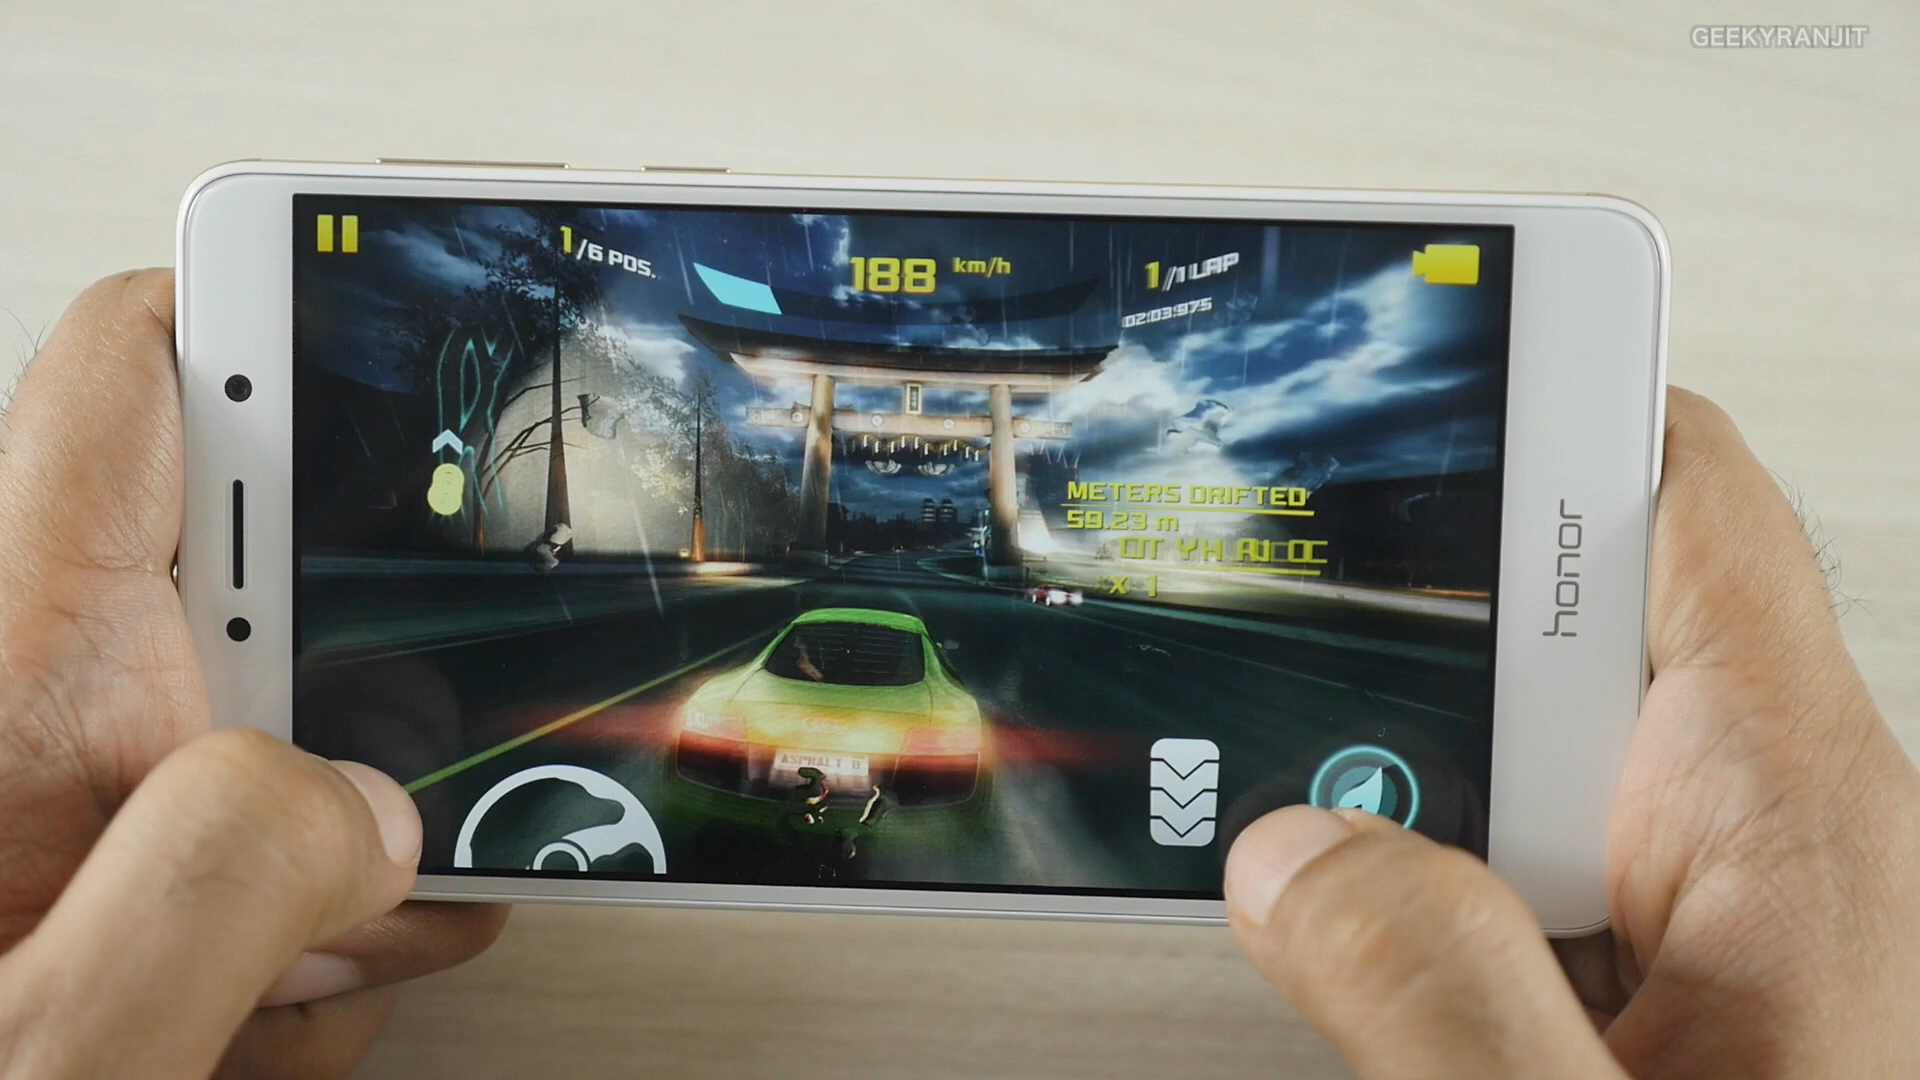 GEEKYRANJIT
1/6 POS.
188 km/h
1/1 LAP
02:03:975
METERS DRIFTED
59.23 m
x 1
ASPHALT 8
honor